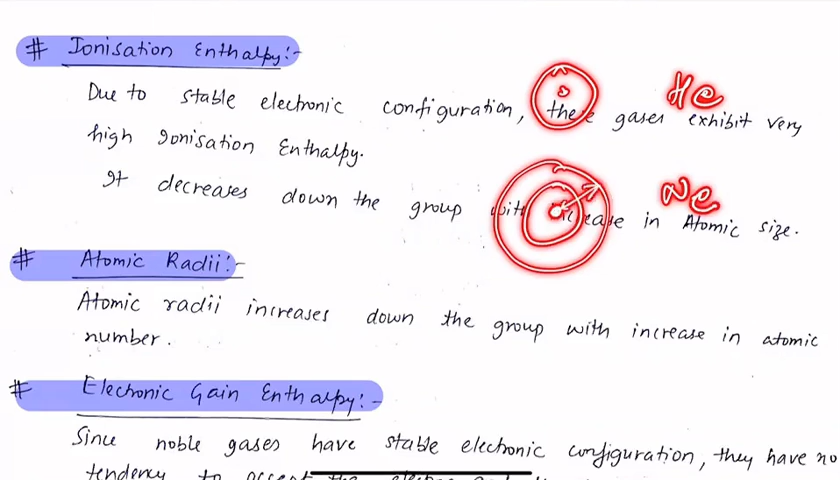 # Ionisation Enthalpy:-
Due to stable electronic configuration, these gases exhibit very
He
high Ionisation Enthalpy.
It decreases down the group with increase in Atomic size.
Ne
# Atomic Radii:-
Atomic radii increases down the group with increase in atomic
number.
# Electronic Gain Enthalpy:-
Since noble gases have stable electronic configuration, they have no
tendency to accept the